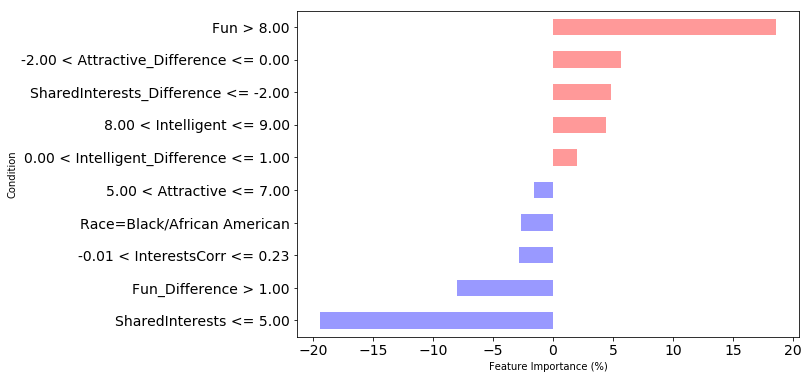 Fun > 8.00
-2.00 < Attractive_Difference <= 0.00
SharedInterests_Difference <= -2.00
8.00 < Intelligent <= 9.00
0.00 < Intelligent_Difference <= 1.00
5.00 < Attractive <= 7.00
Race=Black/African American
-0.01 < InterestsCorr <= 0.23
Fun_Difference > 1.00
SharedInterests <= 5.00
Condition
−20 −15 −10 −5 0 5 10 15 20
Feature Importance (%)